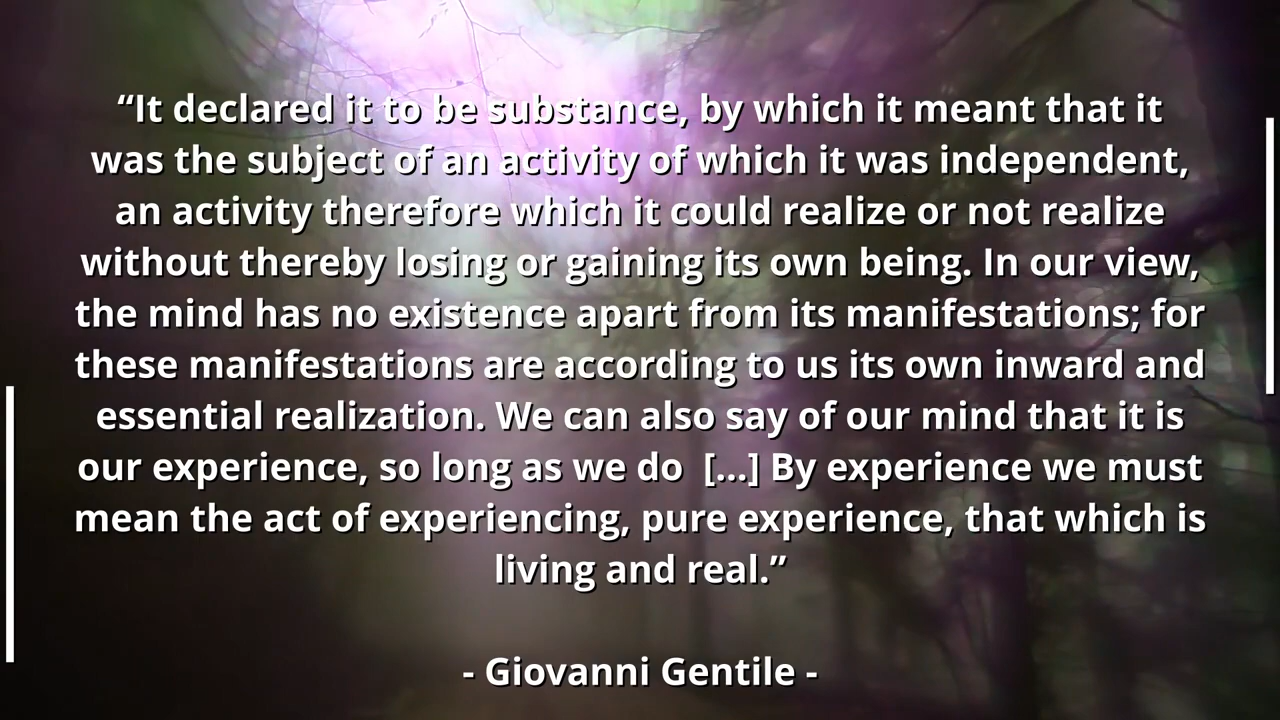 “It declared it to be substance, by which it meant that it
was the subject of an activity of which it was independent,
an activity therefore which it could realize or not realize
without thereby losing or gaining its own being. In our view,
the mind has no existence apart from its manifestations; for
these manifestations are according to us its own inward and
essential realization. We can also say of our mind that it is
our experience, so long as we do  [...] By experience we must
mean the act of experiencing, pure experience, that which is
living and real.”
- Giovanni Gentile -